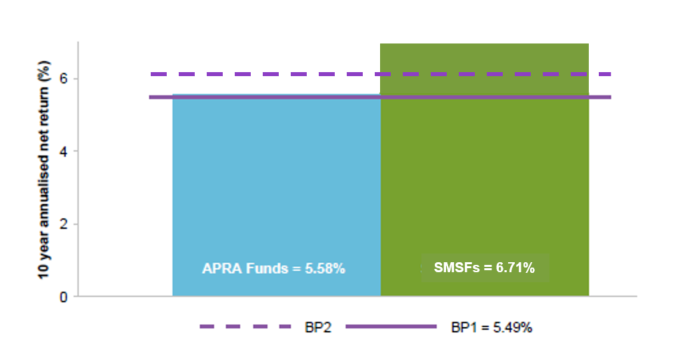 10 year annualised net return (%)
6
4
2
0
APRA Funds = 5.58%
SMSFs = 6.71%
BP2
BP1 = 5.49%